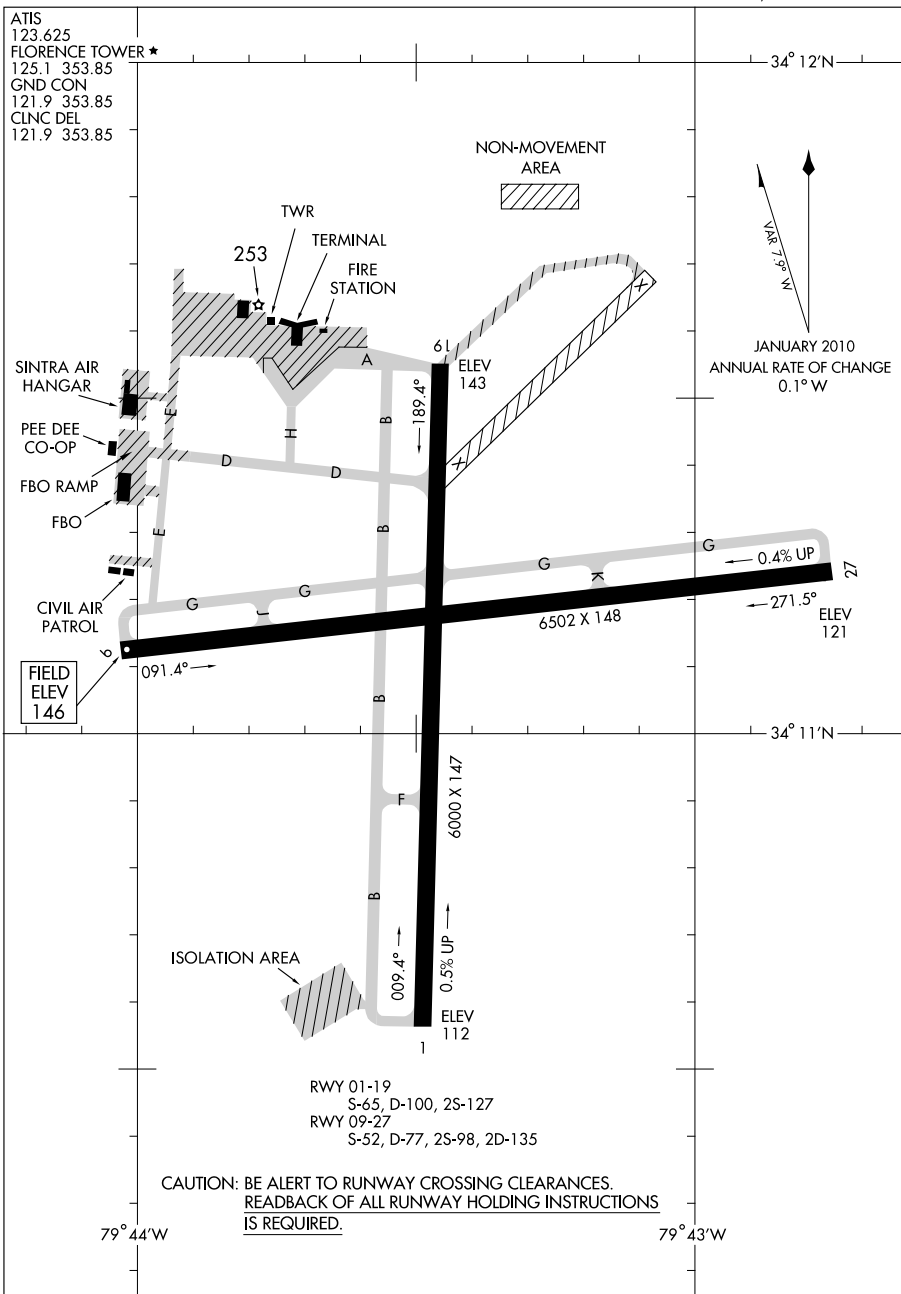 ATIS
123.625
FLORENCE TOWER ★
125.1 353.85
GND CON
121.9 353.85
CLNC DEL
121.9 353.85
34° 12'N
NON-MOVEMENT
AREA
VAR 7.9° W
JANUARY 2010
ANNUAL RATE OF CHANGE
0.1° W
TWR
253
TERMINAL
FIRE
STATION
19
ELEV
143
A
X
SINTRA AIR
HANGAR
189.4°
E
B
H
PEE DEE
CO-OP
D
D
X
FBO RAMP
FBO
B
E
G
G
0.4% UP
27
K
CIVIL AIR
PATROL
G
G
J
271.5°
6502 X 148
ELEV
121
9
091.4°
FIELD
ELEV
146
B
34° 11'N
6000 X 147
F
B
ISOLATION AREA
009.4°
0.5% UP
ELEV
112
1
RWY 01-19
S-65, D-100, 2S-127
RWY 09-27
S-52, D-77, 2S-98, 2D-135
CAUTION: BE ALERT TO RUNWAY CROSSING CLEARANCES.
READBACK OF ALL RUNWAY HOLDING INSTRUCTIONS
IS REQUIRED.
79° 44'W
79° 43'W